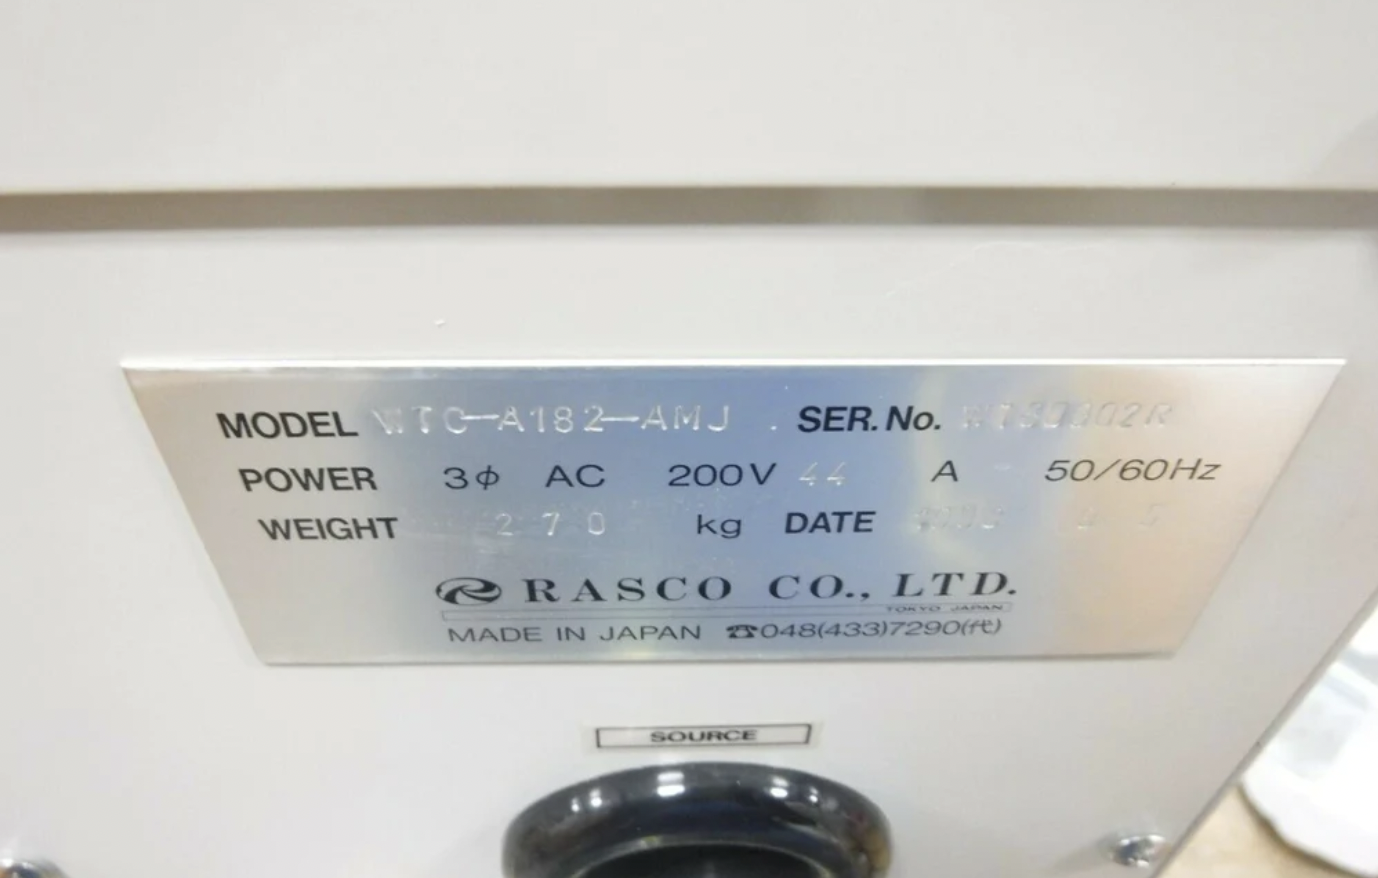 MODEL WTC-A182-AMJ SER. No.
POWER 3φ AC 200V 44 A 50/60Hz
WEIGHT 270 kg DATE
RASCO CO., LTD.
TOKYO JAPAN
MADE IN JAPAN ☎048(433)7290(代)
SOURCE